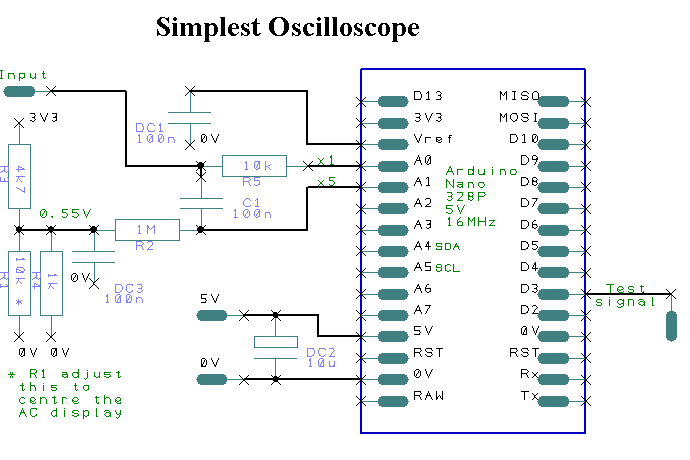 Simplest Oscilloscope
Input
3V3
DC1
100n
0V
10k
R5
x1
x5
4k7
R3
0.55V
1M
R2
C1
100n
10k *
R1
1k
R4
0V
DC3
100n
0V
0V
5V
0V
DC2
10u
* R1 adjust
this to
centre the
AC display
D13
3V3
Vref
A0
A1
A2
A3
A4 SDA
A5 SCL
A6
A7
5V
RST
0V
RAW
Arduino
Nano
328P
5V
16MHz
MISO
MOSI
D10
D9
D8
D7
D6
D5
D4
D3
D2
0V
RST
Rx
Tx
Test
signal